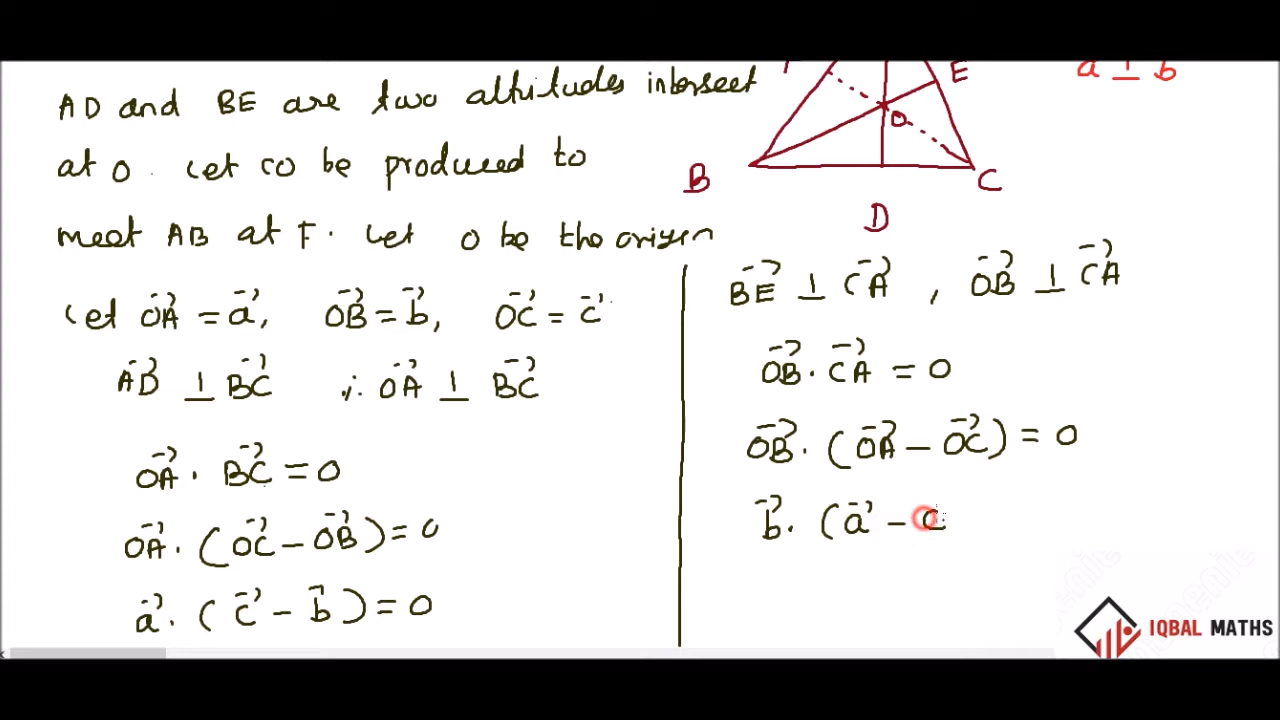 AD and BE are two altitudes intersect
at O. Let CO be produced to
meet AB at F. Let O be the origin
Let OA⃗ = a⃗, OB⃗ = b⃗, OC⃗ = c⃗
AD⃗ ⊥ BC⃗ ∴ OA⃗ ⊥ BC⃗
OA⃗ · BC⃗ = 0
OA⃗ · (OC⃗ − OB⃗) = 0
a⃗ · (c⃗ − b⃗) = 0
a ⊥ b
E
O
B
C
D
BE⃗ ⊥ CA⃗ , OB⃗ ⊥ CA⃗
OB⃗ · CA⃗ = 0
OB⃗ · (OA⃗ − OC⃗) = 0
b⃗ · (a⃗ − c
IQBAL MATHS